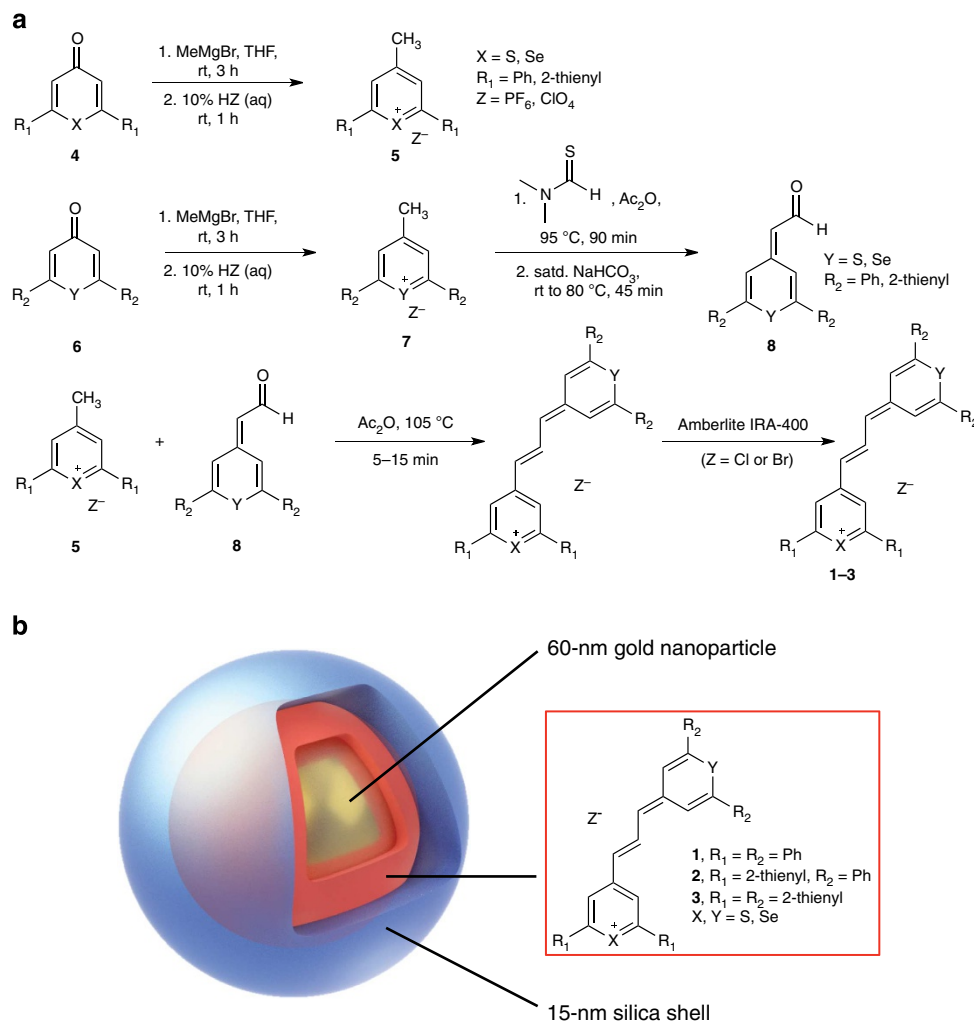 a
O
R1
X
R1
4
1. MeMgBr, THF,
rt, 3 h
2. 10% HZ (aq)
rt, 1 h
CH3
R1
X
+
R1
Z–
5
X = S, Se
R1 = Ph, 2-thienyl
Z = PF6, ClO4
O
R2
Y
R2
6
1. MeMgBr, THF,
rt, 3 h
2. 10% HZ (aq)
rt, 1 h
CH3
R2
Y
+
R2
Z–
7
S
1. N H , Ac2O,
95 °C, 90 min
2. satd. NaHCO3,
rt to 80 °C, 45 min
O
H
R2
Y
R2
8
Y = S, Se
R2 = Ph, 2-thienyl
CH3
R1
X
+
R1
Z–
5
+
O
H
R2
Y
R2
8
Ac2O, 105 °C
5–15 min
R2
Y
R2
Z–
R1
X
+
R1
Amberlite IRA-400
(Z = Cl or Br)
R2
Y
R2
Z–
R1
X
+
R1
1–3
b
60-nm gold nanoparticle
R2
Y
R2
Z-
R1
X
+
R1
1, R1 = R2 = Ph
2, R1 = 2-thienyl, R2 = Ph
3, R1 = R2 = 2-thienyl
X, Y = S, Se
15-nm silica shell